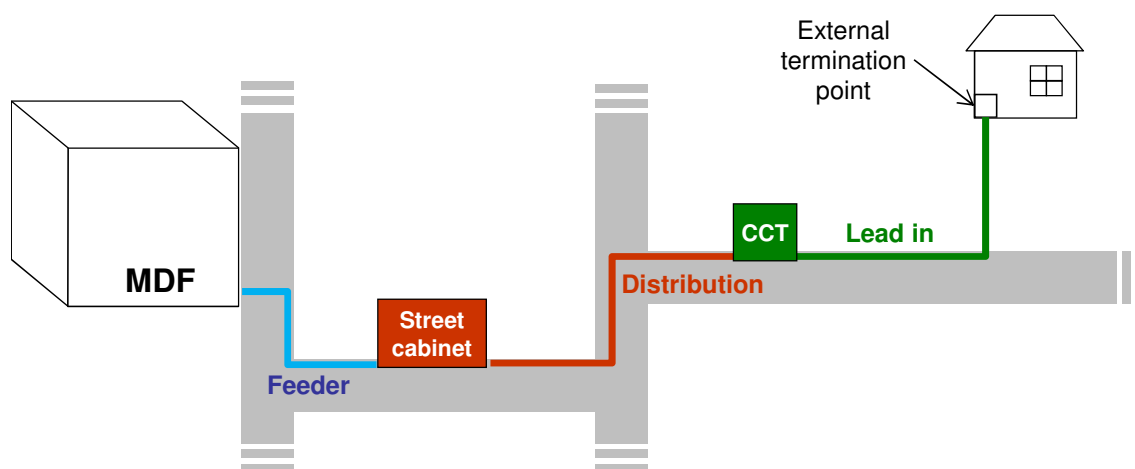 External
termination
point
CCT
Lead in
MDF
Distribution
Street
cabinet
Feeder